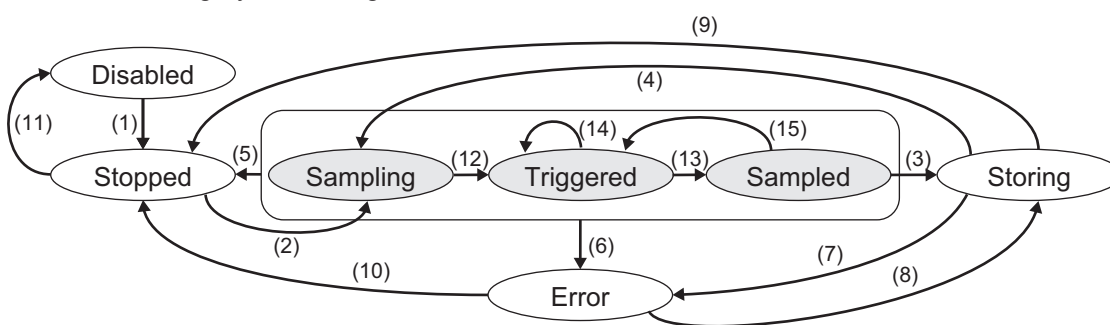 (9)
Disabled
(4)
(11)
(1)
(14)
(15)
(5)
(12)
(13)
(3)
Stopped
Sampling
Triggered
Sampled
Storing
(2)
(6)
(7)
(10)
(8)
Error